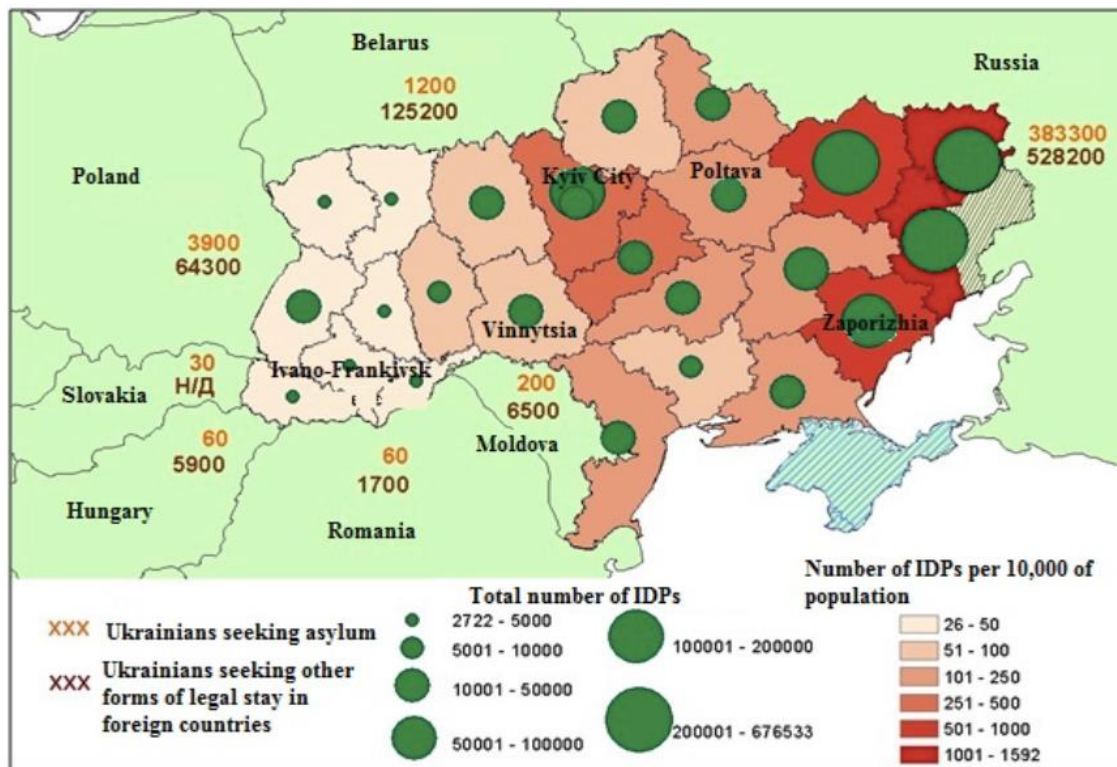 Belarus
Russia
1200
125200
383300
528200
Poland
Kyiv City
Poltava
3900
64300
Vinnytsia
Zaporizhia
30
Н/Д
Ivano-Frankivsk
200
6500
Slovakia
Moldova
60
5900
60
1700
Hungary
Romania
Total number of IDPs
Number of IDPs per 10,000 of
population
XXX Ukrainians seeking asylum
XXX Ukrainians seeking other
forms of legal stay in
foreign countries
2722 - 5000
5001 - 10000
10001 - 50000
50001 - 100000
100001 - 200000
200001 - 676533
26 - 50
51 - 100
101 - 250
251 - 500
501 - 1000
1001 - 1592